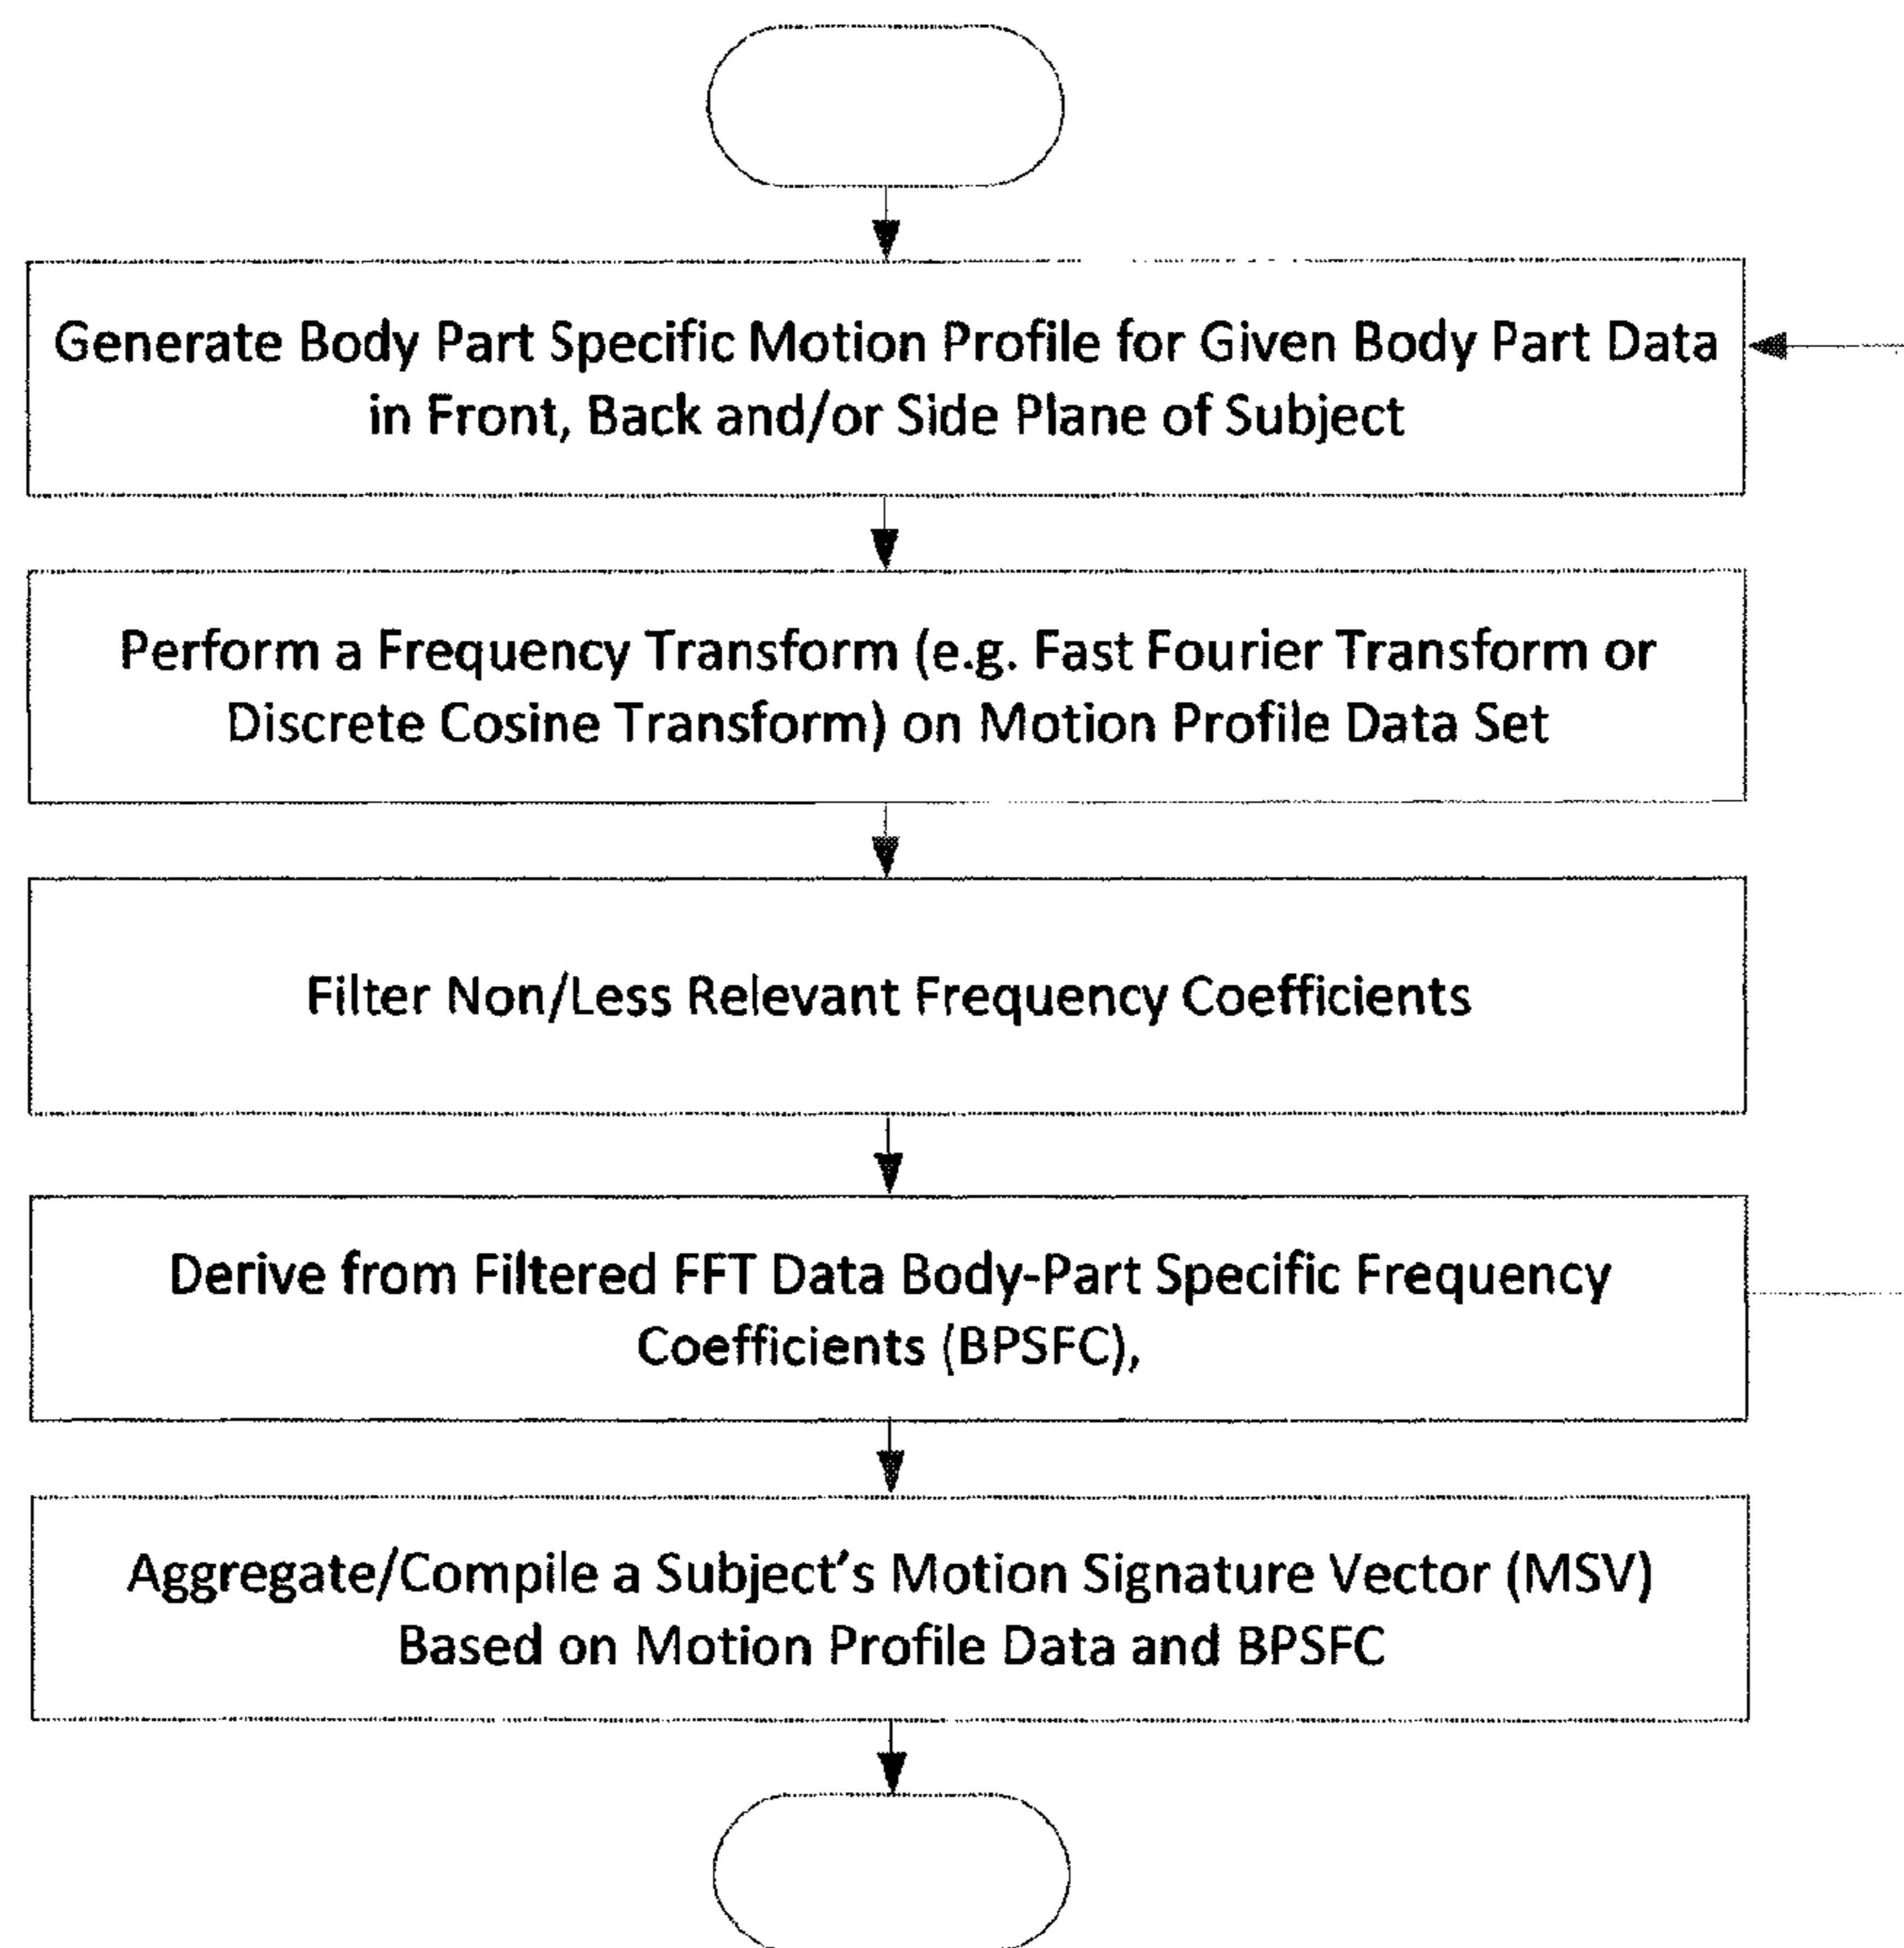 Generate Body Part Specific Motion Profile for Given Body Part Data
in Front, Back and/or Side Plane of Subject
Perform a Frequency Transform (e.g. Fast Fourier Transform or
Discrete Cosine Transform) on Motion Profile Data Set
Filter Non/Less Relevant Frequency Coefficients
Derive from Filtered FFT Data Body-Part Specific Frequency
Coefficients (BPSFC),
Aggregate/Compile a Subject's Motion Signature Vector (MSV)
Based on Motion Profile Data and BPSFC